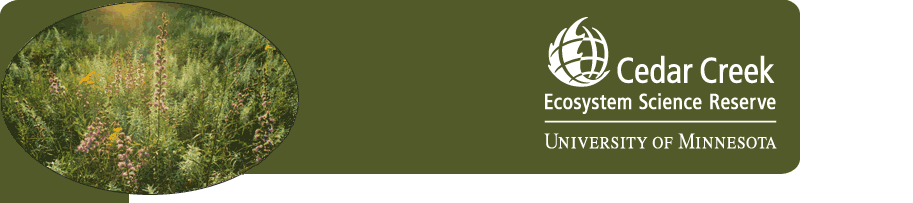 Cedar Creek
Ecosystem Science Reserve
University of Minnesota